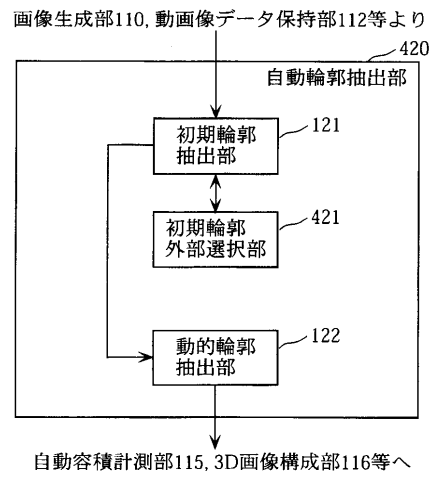 画像生成部110,動画像データ保持部112等より
420
自動輪郭抽出部
初期輪郭
抽出部
121
初期輪郭
外部選択部
421
動的輪郭
抽出部
122
自動容積計測部115,3D画像構成部116等へ